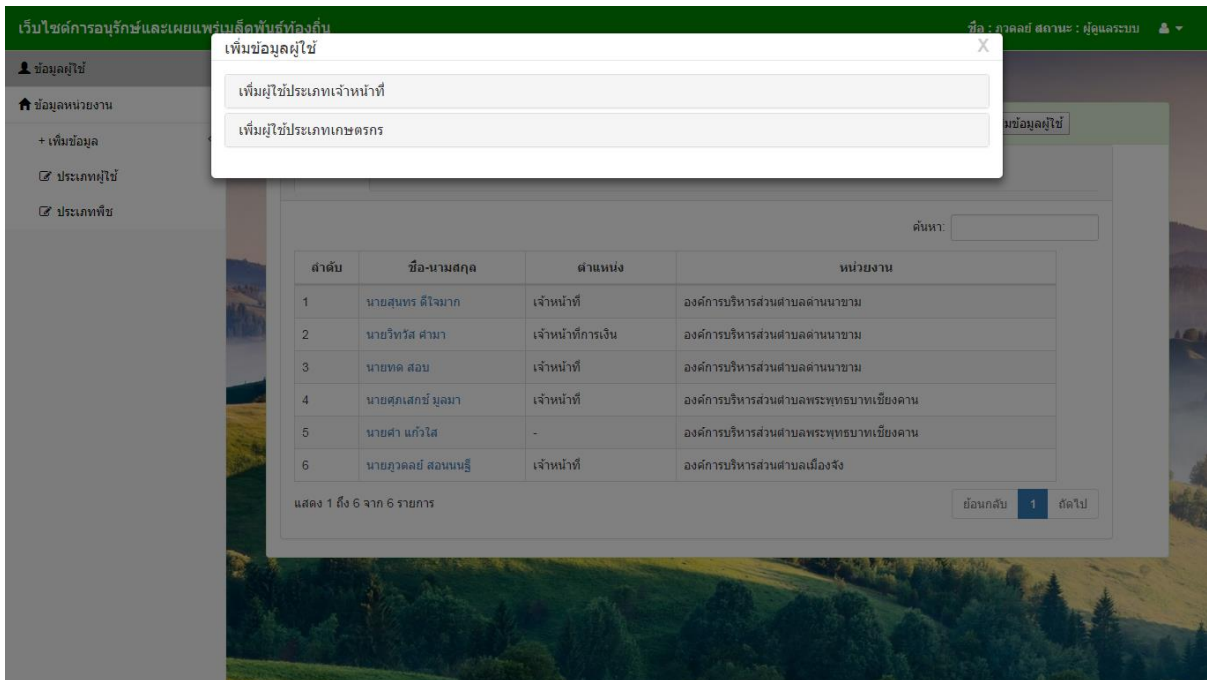 เว็บไซต์การอนุรักษ์และเผยแพร่เมล็ดพันธุ์ท้องถิ่น
ชื่อ : ภวดลย์ สถานะ : ผู้ดูแลระบบ
เพิ่มข้อมูลผู้ใช้
X
เพิ่มผู้ใช้ประเภทเจ้าหน้าที่
เพิ่มผู้ใช้ประเภทเกษตรกร
ข้อมูลผู้ใช้
ข้อมูลหน่วยงาน
+ เพิ่มข้อมูล
ประเภทผู้ใช้
ประเภทพืช
มข้อมูลผู้ใช้
ค้นหา:
ลำดับ ชื่อ-นามสกุล ตำแหน่ง หน่วยงาน
1 นายสุนทร ดีใจมาก เจ้าหน้าที่ องค์การบริหารส่วนตำบลด่านนาขาม
2 นายวิทวัส คำมา เจ้าหน้าที่การเงิน องค์การบริหารส่วนตำบลด่านนาขาม
3 นายทด สอบ เจ้าหน้าที่ องค์การบริหารส่วนตำบลด่านนาขาม
4 นายศุภเสกข์ มูลมา เจ้าหน้าที่ องค์การบริหารส่วนตำบลพระพุทธบาทเชียงคาน
5 นายคำ แก้วใส - องค์การบริหารส่วนตำบลพระพุทธบาทเชียงคาน
6 นายภูวดลย์ สอนนนฐี เจ้าหน้าที่ องค์การบริหารส่วนตำบลเมืองจัง
แสดง 1 ถึง 6 จาก 6 รายการ
ย้อนกลับ 1 ถัดไป